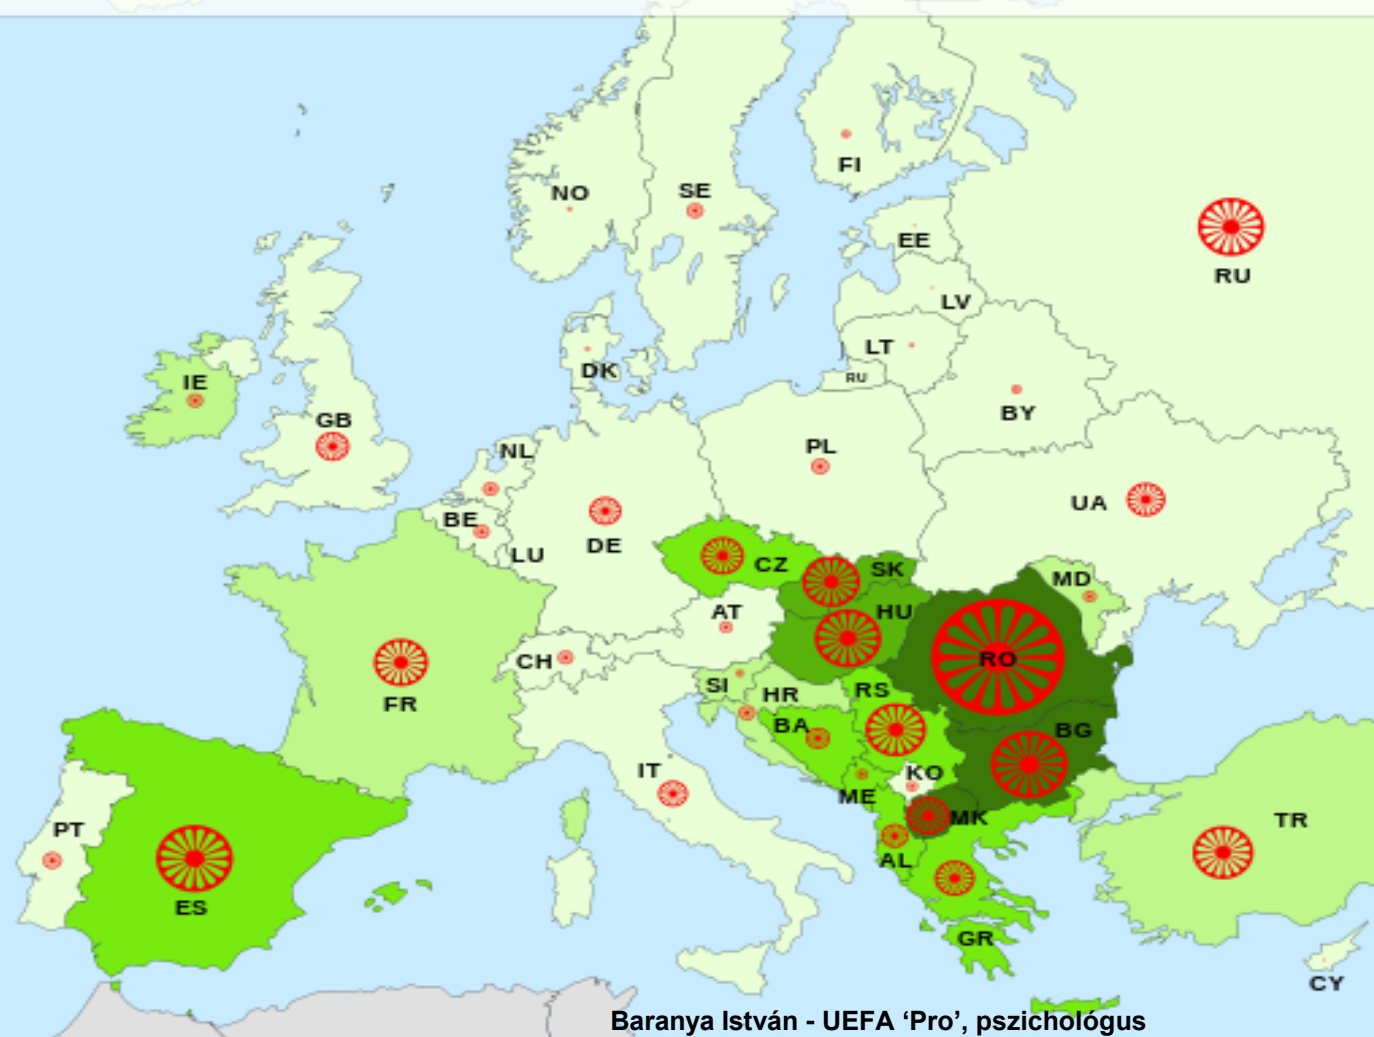 FI
NO
SE
EE
RU
LV
LT
RU
DK
IE
BY
GB
NL
PL
UA
BE
DE
LU
CZ
SK
MD
AT
HU
CH
RO
SI
HR
RS
FR
BA
BG
IT
KO
ME
MK
TR
PT
AL
ES
GR
CY
Baranya István - UEFA ‘Pro’, pszichológus